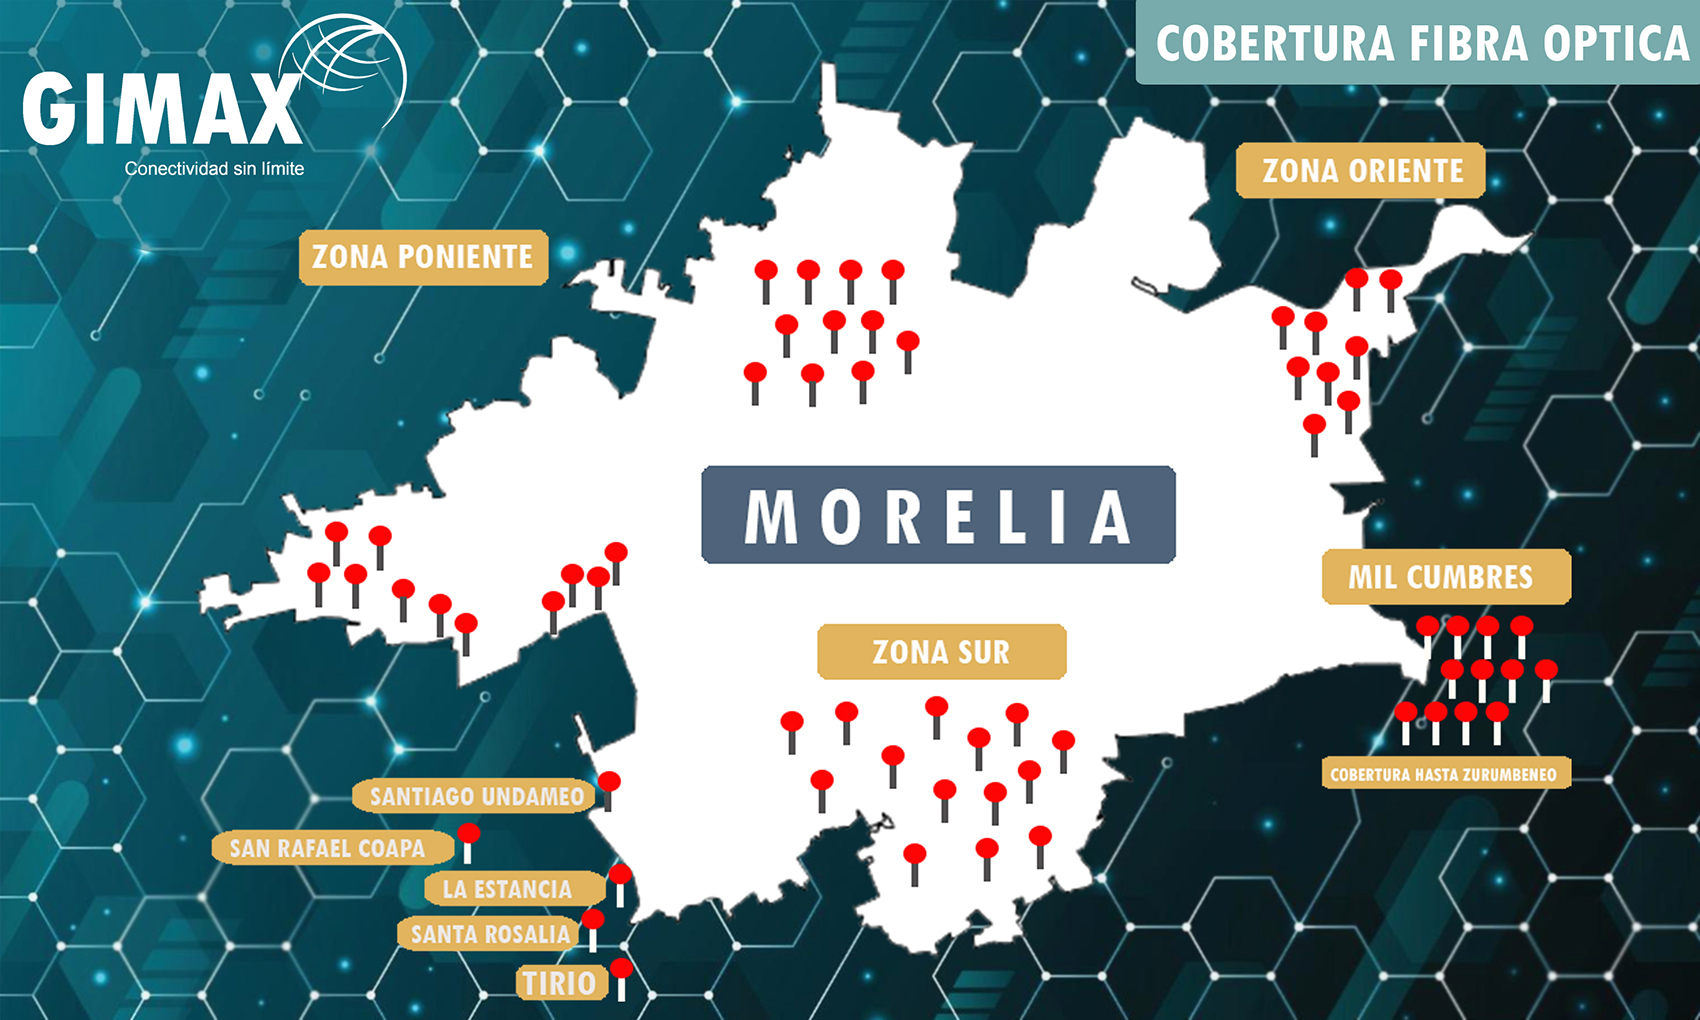 GIMAX
Conectividad sin límite
COBERTURA FIBRA OPTICA
ZONA ORIENTE
ZONA PONIENTE
MORELIA
MIL CUMBRES
ZONA SUR
COBERTURA HASTA ZURUMBENEO
SANTIAGO UNDAMEO
SAN RAFAEL COAPA
LA ESTANCIA
SANTA ROSALIA
TIRIO